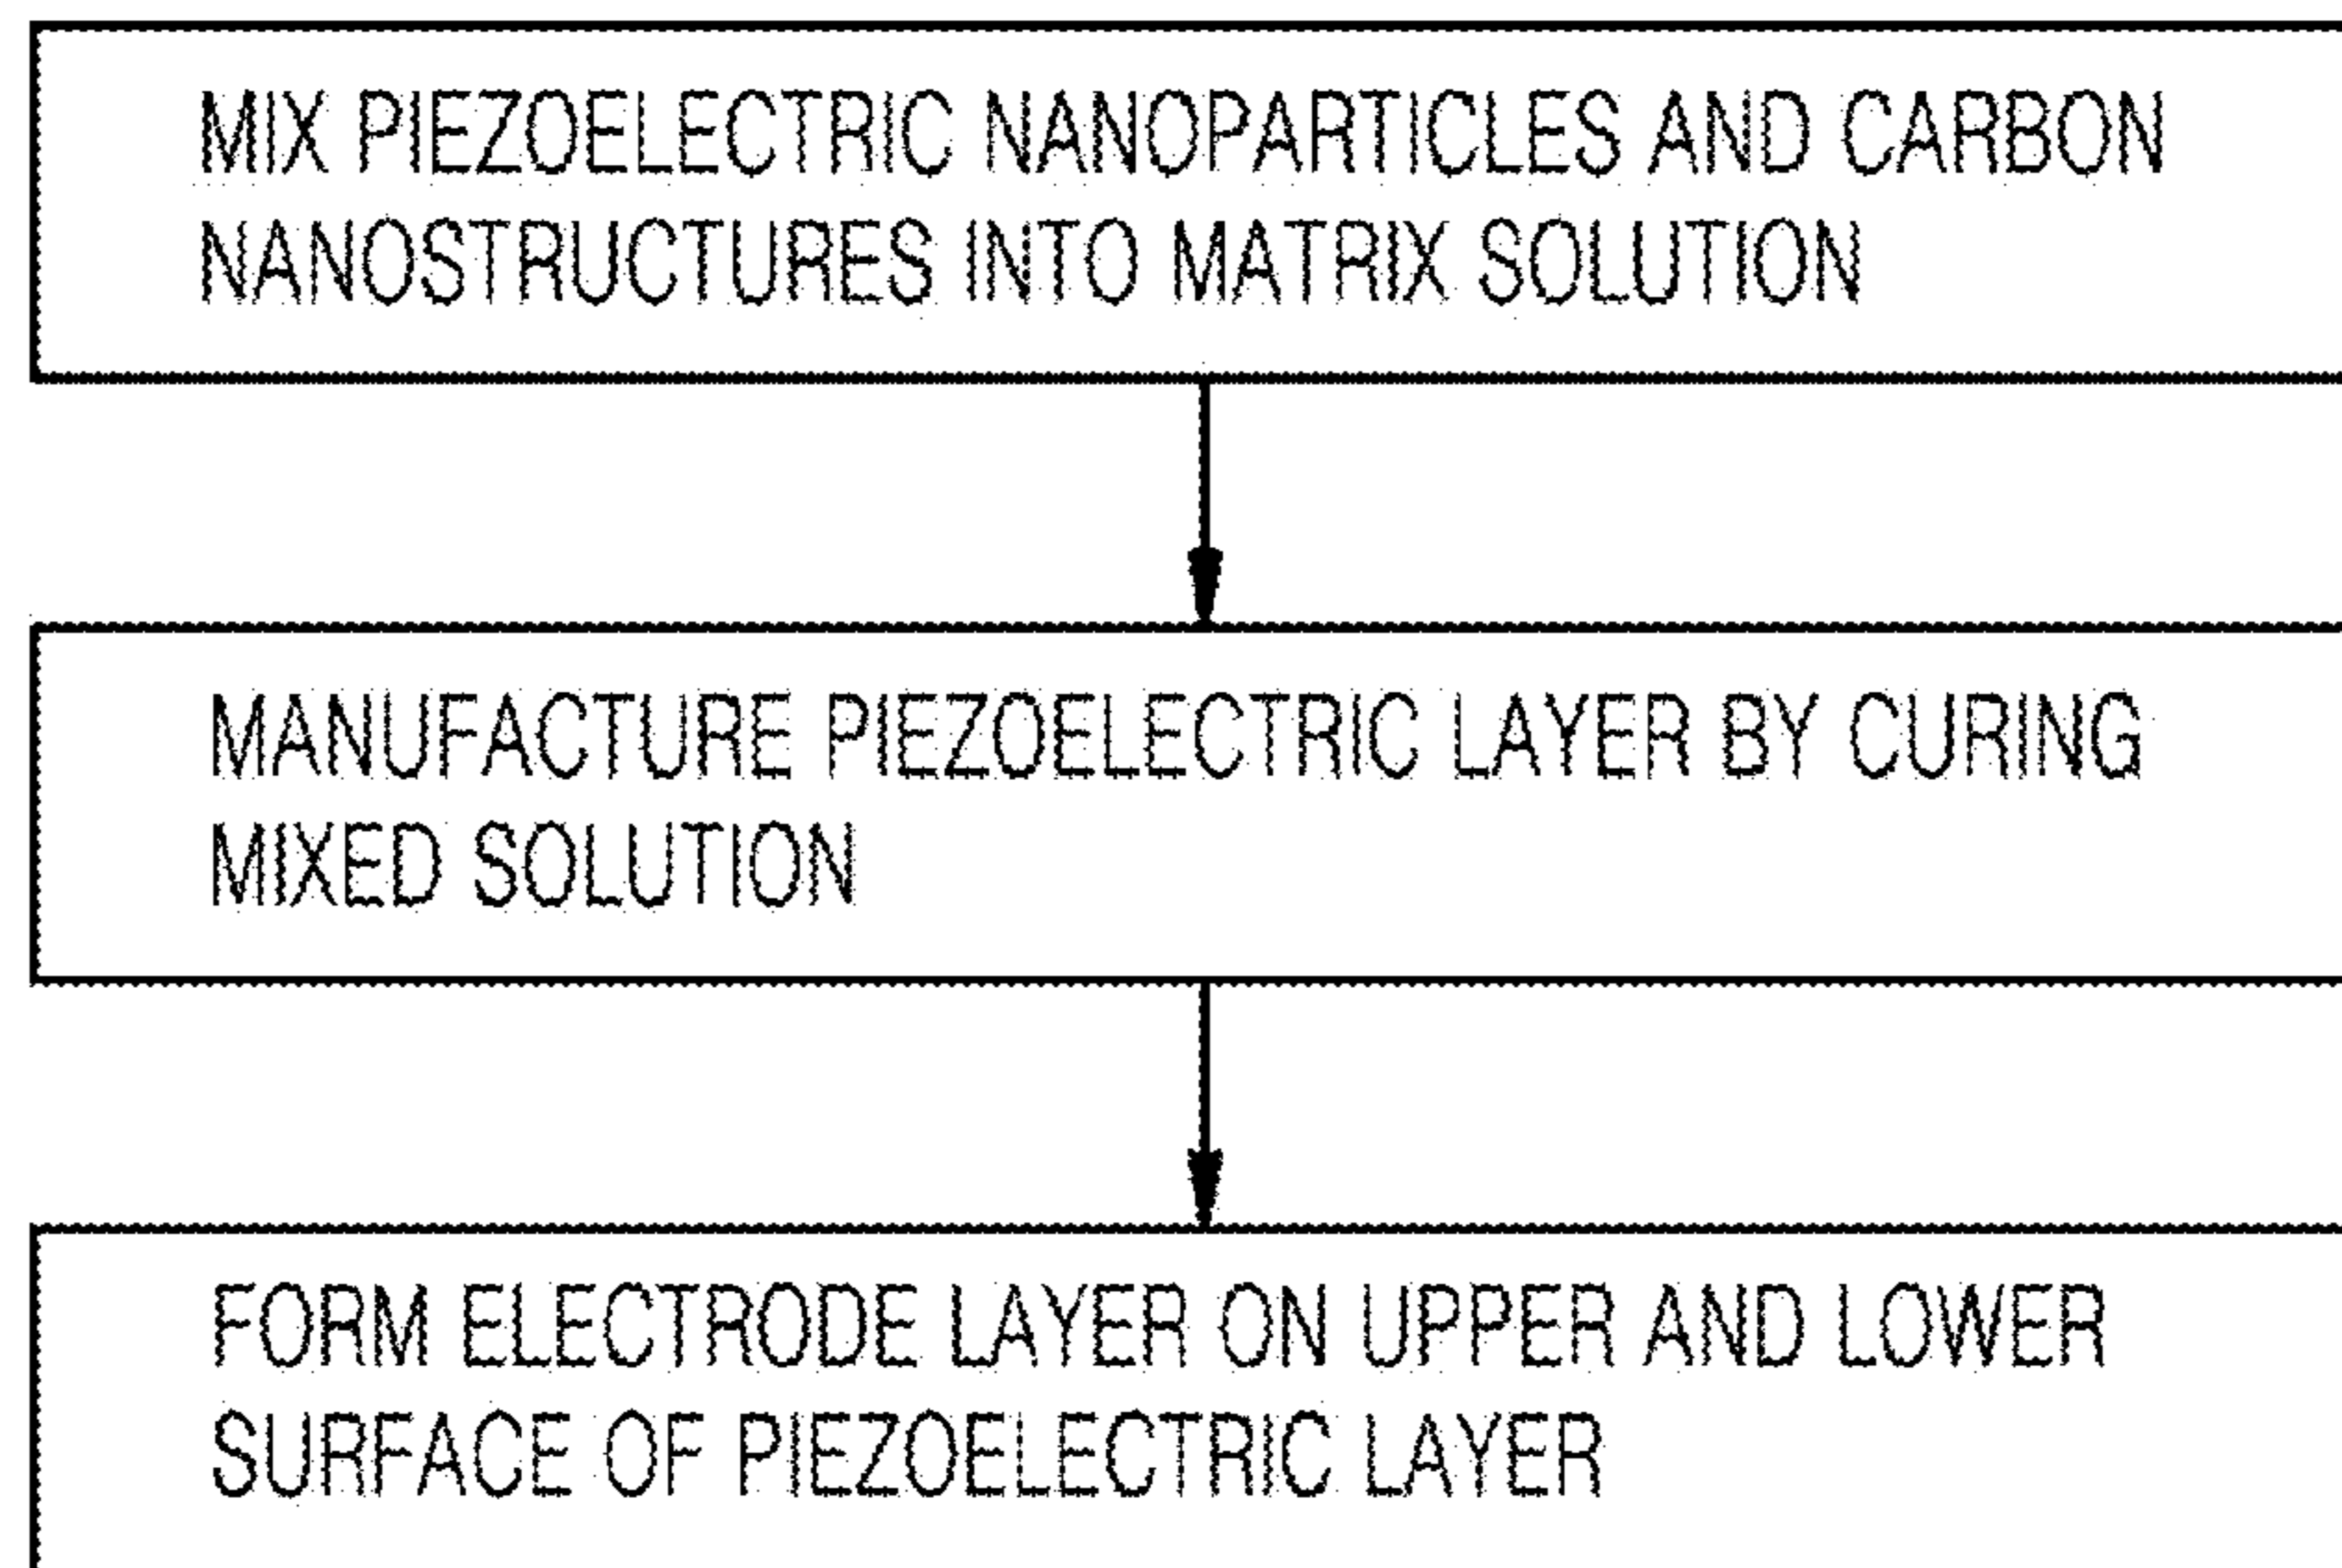 MIX PIEZOELECTRIC NANOPARTICLES AND CARBON
NANOSTRUCTURES INTO MATRIX SOLUTION
MANUFACTURE PIEZOELECTRIC LAYER BY CURING
MIXED SOLUTION
FORM ELECTRODE LAYER ON UPPER AND LOWER
SURFACE OF PIEZOELECTRIC LAYER